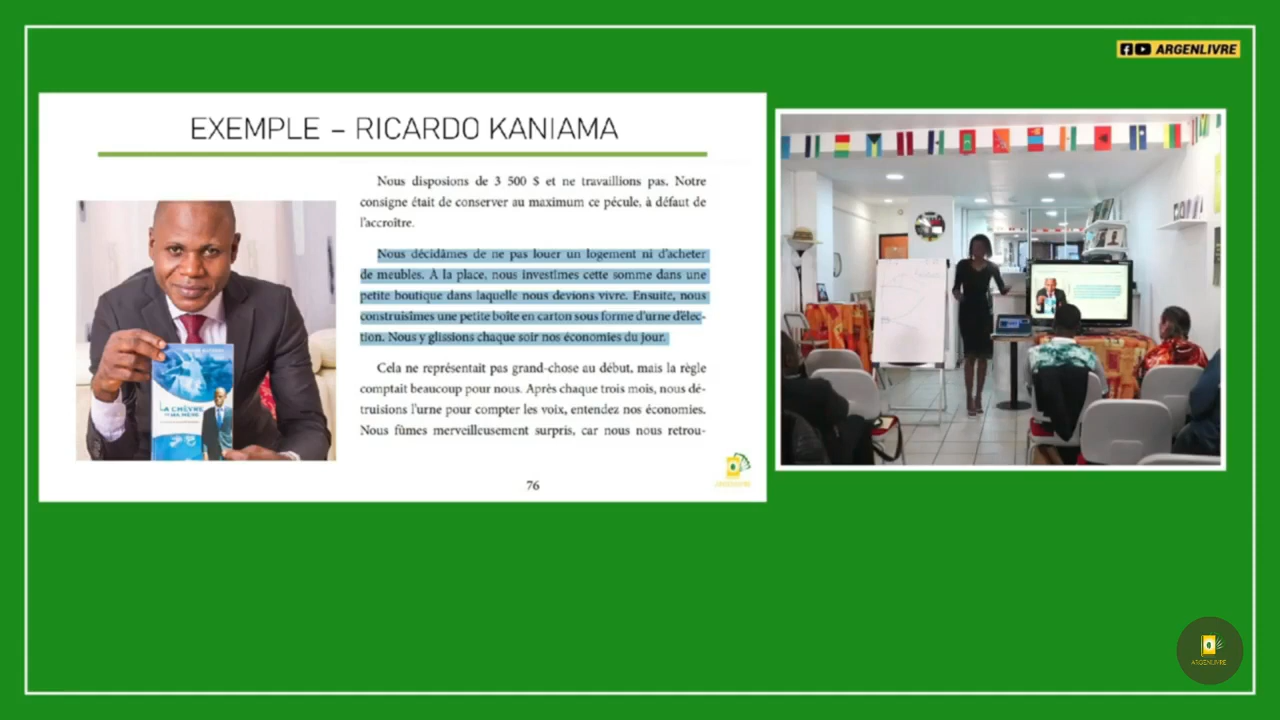 ARGENLIVRE
EXEMPLE – RICARDO KANIAMA
Nous disposions de 3 500 $ et ne travaillions pas. Notre
consigne était de conserver au maximum ce pécule, à défaut de
l'accroître.
Nous décidâmes de ne pas louer un logement ni d'acheter
de meubles. À la place, nous investîmes cette somme dans une
petite boutique dans laquelle nous devions vivre. Ensuite, nous
construisîmes une petite boîte en carton sous forme d'urne d'élec-
tion. Nous y glissions chaque soir nos économies du jour.
Cela ne représentait pas grand-chose au début, mais la règle
comptait beaucoup pour nous. Après chaque trois mois, nous dé-
truisions l'urne pour compter les voix, entendez nos économies.
Nous fûmes merveilleusement surpris, car nous nous retrou-
76
LA CHÈVRE
DE MA MÈRE
ARGENLIVRE
ARGENLIVRE